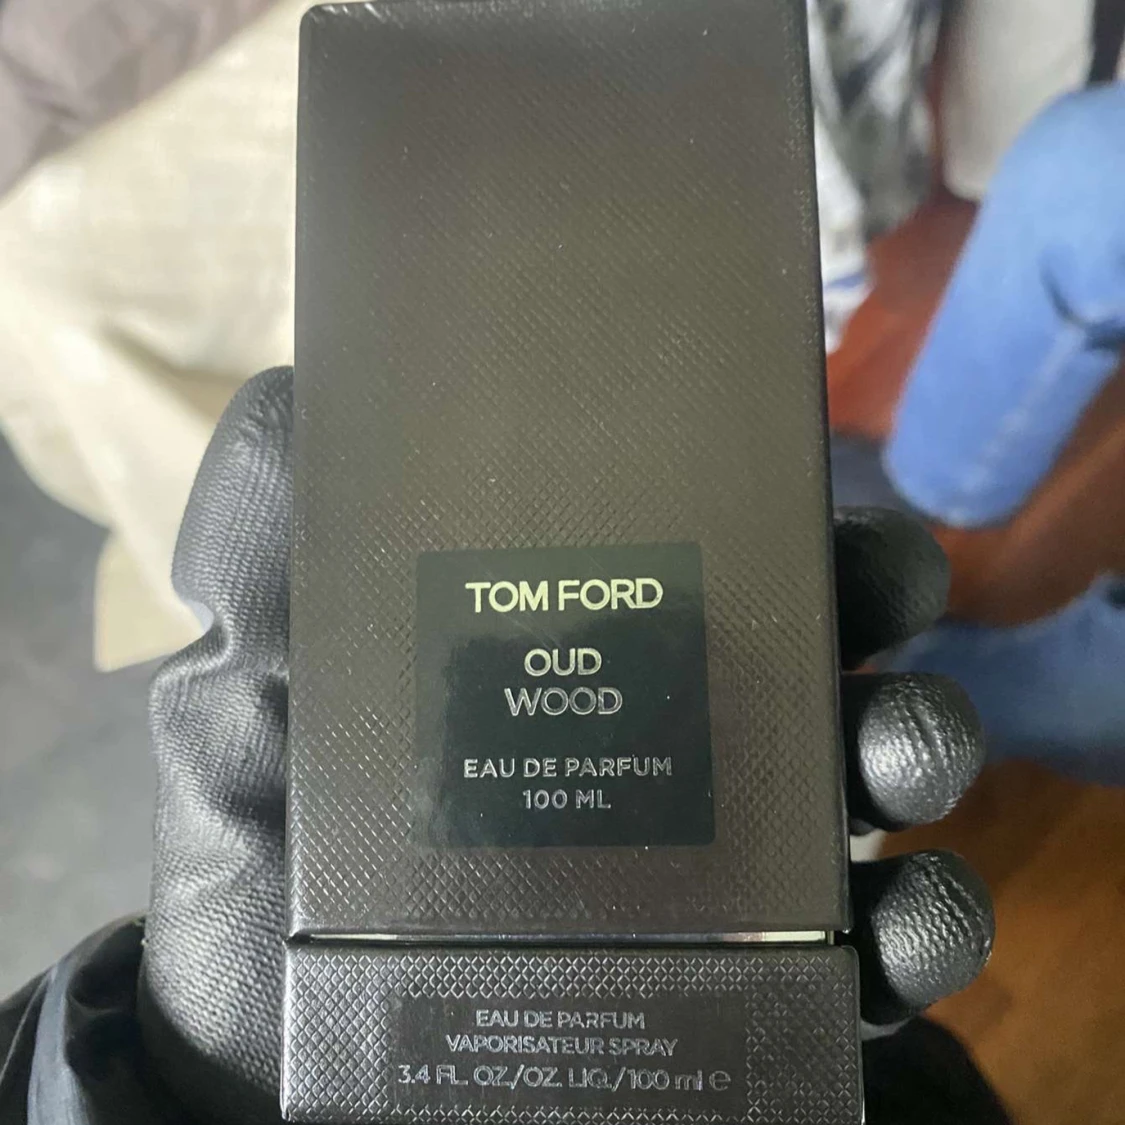 TOM FORD
OUD
WOOD
EAU DE PARFUM
100 ML
EAU DE PARFUM
VAPORISATEUR SPRAY
3.4 FL. OZ./OZ. LIQ./100 ml ℮